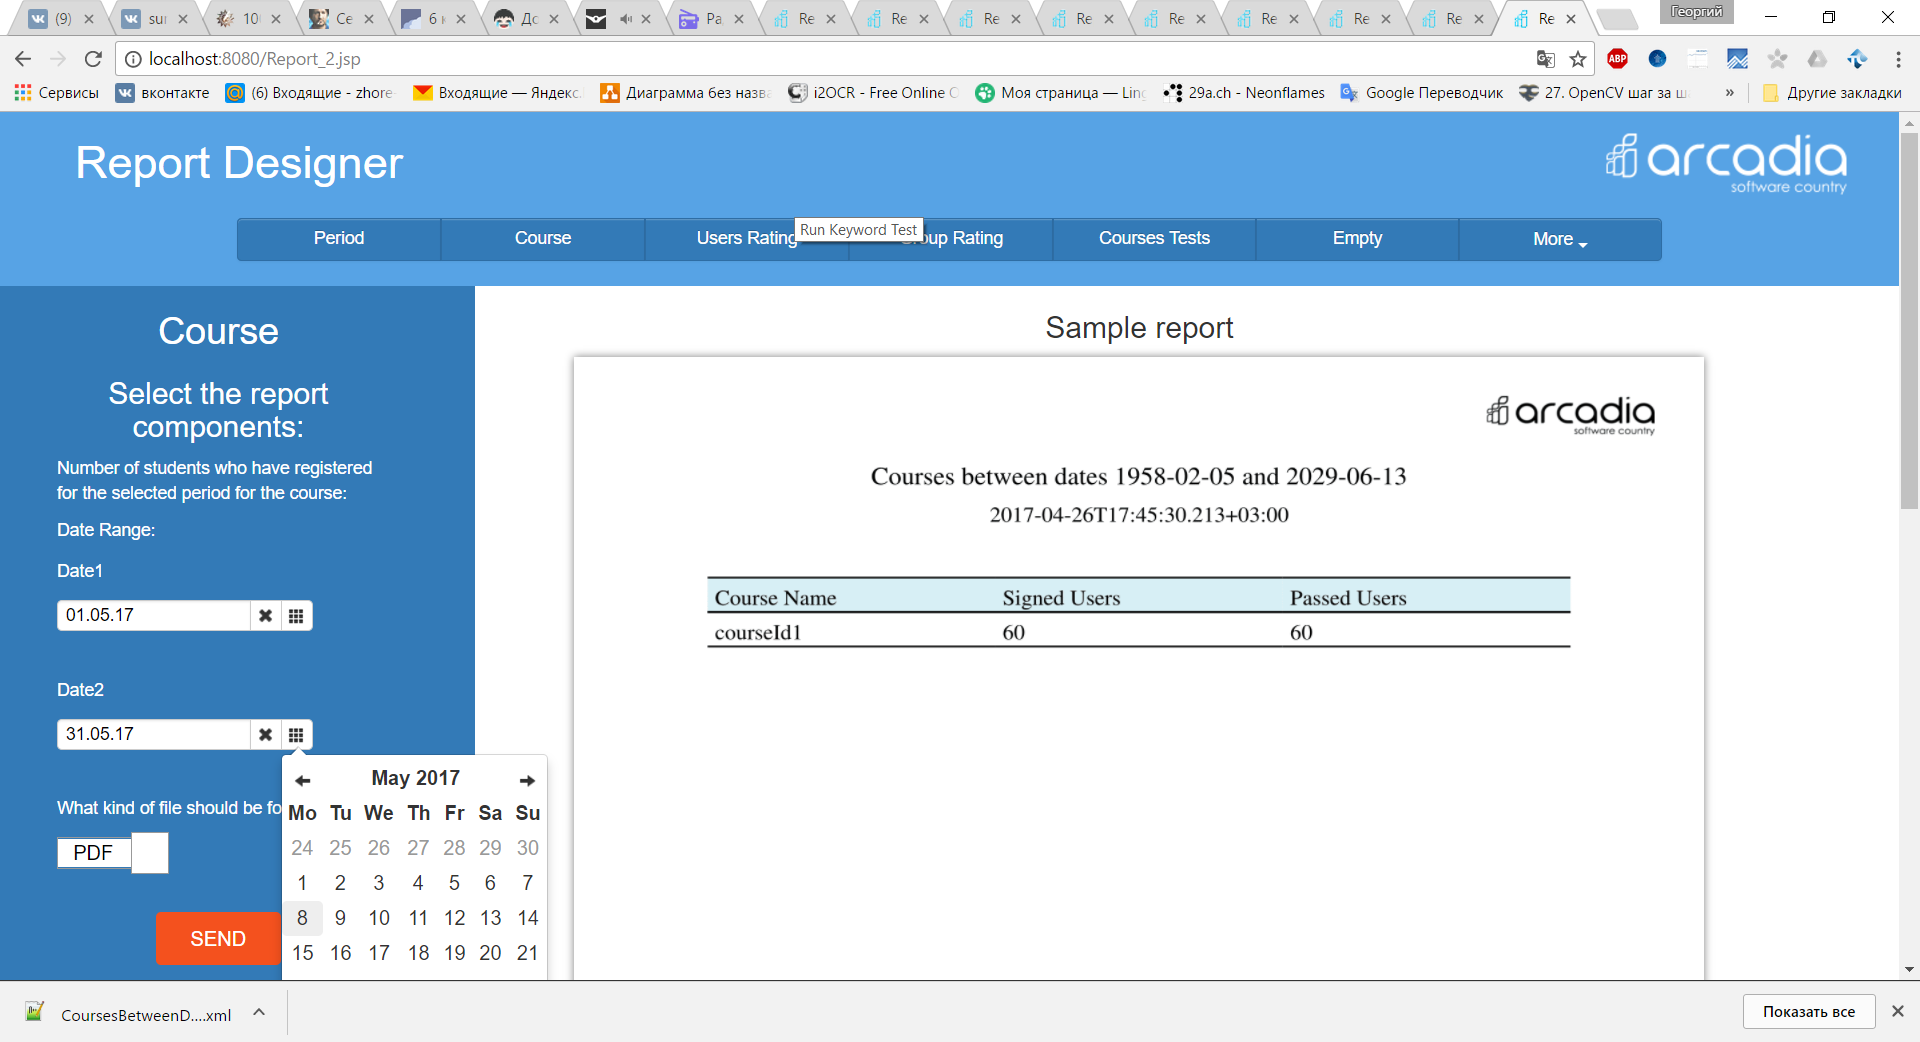 (9)
sur
10
Се
6 к
До
Ра
Re
Re
Re
Re
Re
Re
Re
Re
Re
Георгий
localhost:8080/Report_2.jsp
ABP
Сервисы
вконтакте
(6) Входящие - zhore
Входящие — Яндекс.
Диаграмма без назва
i2OCR - Free Online
Моя страница — Lin
29a.ch - Neonflames
Google Переводчик
27. OpenCV шаг за ш
»
Другие закладки
Report Designer
arcadia
software country
Period
Course
Users Rating
Run Keyword Test
Group Rating
Courses Tests
Empty
More
Course
Select the report
components:
Number of students who have registered
for the selected period for the course:
Date Range:
Date1
01.05.17
Date2
31.05.17
What kind of file should be fo
PDF
SEND
May 2017
Mo Tu We Th Fr Sa Su
24 25 26 27 28 29 30
1 2 3 4 5 6 7
8 9 10 11 12 13 14
15 16 17 18 19 20 21
Sample report
arcadia
software country
Courses between dates 1958-02-05 and 2029-06-13
2017-04-26T17:45:30.213+03:00
Course Name Signed Users Passed Users
courseId1 60 60
CoursesBetweenD....xml
Показать все